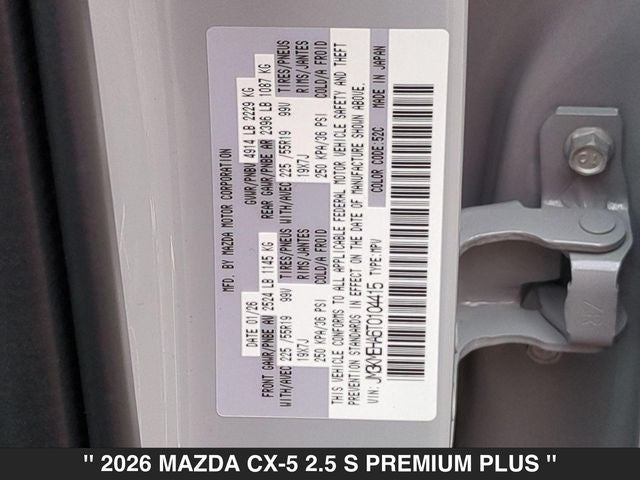 MFD. BY MAZDA MOTOR CORPORATION
DATE 01/26 GVWR/PNBV 4914 LB 2229 KG
FRONT GAWR/PNBE AV 2524 LB 1145 KG REAR GAWR/PNBE AR 2396 LB 1087 KG
WITH/AVEC 225 /55R19 99V TIRES/PNEUS WITH/AVEC 225 /55R19 99V TIRES/PNEUS
19X7J RIMS/JANTES 19X7J RIMS/JANTES
250 KPA/36 PSI COLD/A FROID 250 KPA/36 PSI COLD/A FROID
THIS VEHICLE CONFORMS TO ALL APPLICABLE FEDERAL MOTOR VEHICLE SAFETY AND THEFT
PREVENTION STANDARDS IN EFFECT ON THE DATE OF MANUFACTURE SHOWN ABOVE.
VIN: TYPE:MPV COLOR CODE:52C MADE IN JAPAN
" 2026 MAZDA CX-5 2.5 S PREMIUM PLUS "